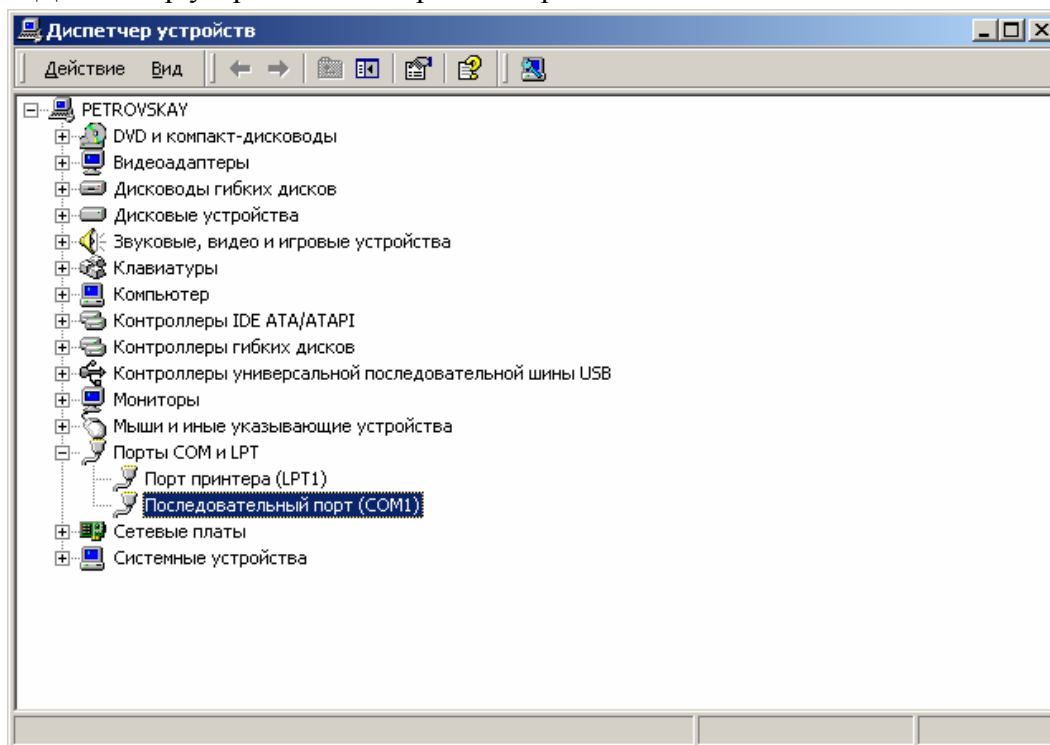 Диспетчер устройств
Действие Вид
PETROVSKAY
DVD и компакт-дисководы
Видеоадаптеры
Дисководы гибких дисков
Дисковые устройства
Звуковые, видео и игровые устройства
Клавиатуры
Компьютер
Контроллеры IDE ATA/ATAPI
Контроллеры гибких дисков
Контроллеры универсальной последовательной шины USB
Мониторы
Мыши и иные указывающие устройства
Порты COM и LPT
Порт принтера (LPT1)
Последовательный порт (COM1)
Сетевые платы
Системные устройства